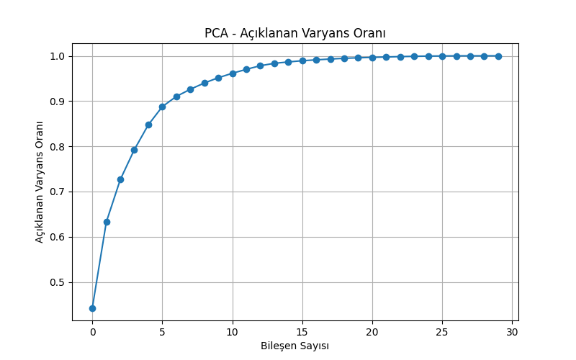 PCA - Açıklanan Varyans Oranı
1.0
0.9
0.8
0.7
0.6
0.5
Açıklanan Varyans Oranı
0 5 10 15 20 25 30
Bileşen Sayısı